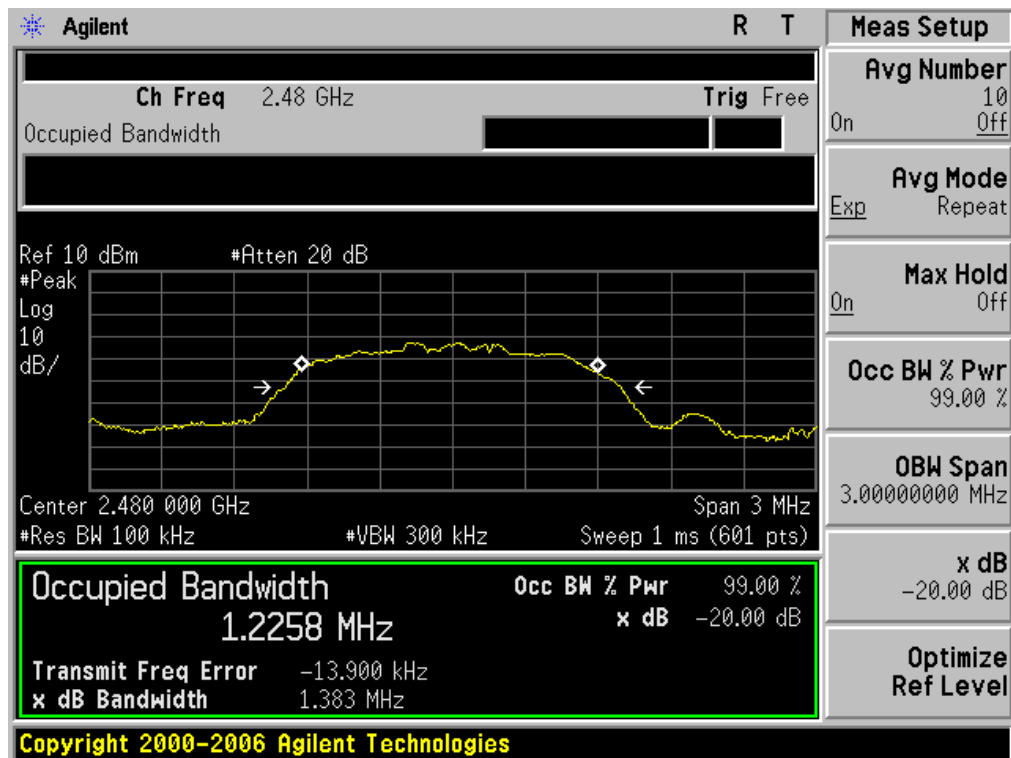 Agilent R T
Ch Freq 2.48 GHz Trig Free
Occupied Bandwidth
Ref 10 dBm #Atten 20 dB
#Peak
Log
10
dB/
Center 2.480 000 GHz Span 3 MHz
#Res BW 100 kHz #VBW 300 kHz Sweep 1 ms (601 pts)
Occupied Bandwidth Occ BW % Pwr 99.00 %
1.2258 MHz x dB -20.00 dB
Transmit Freq Error -13.900 kHz
x dB Bandwidth 1.383 MHz
Copyright 2000-2006 Agilent Technologies
Meas Setup
Avg Number
10
On Off
Avg Mode
Exp Repeat
Max Hold
On Off
Occ BW % Pwr
99.00 %
OBW Span
3.00000000 MHz
x dB
-20.00 dB
Optimize
Ref Level